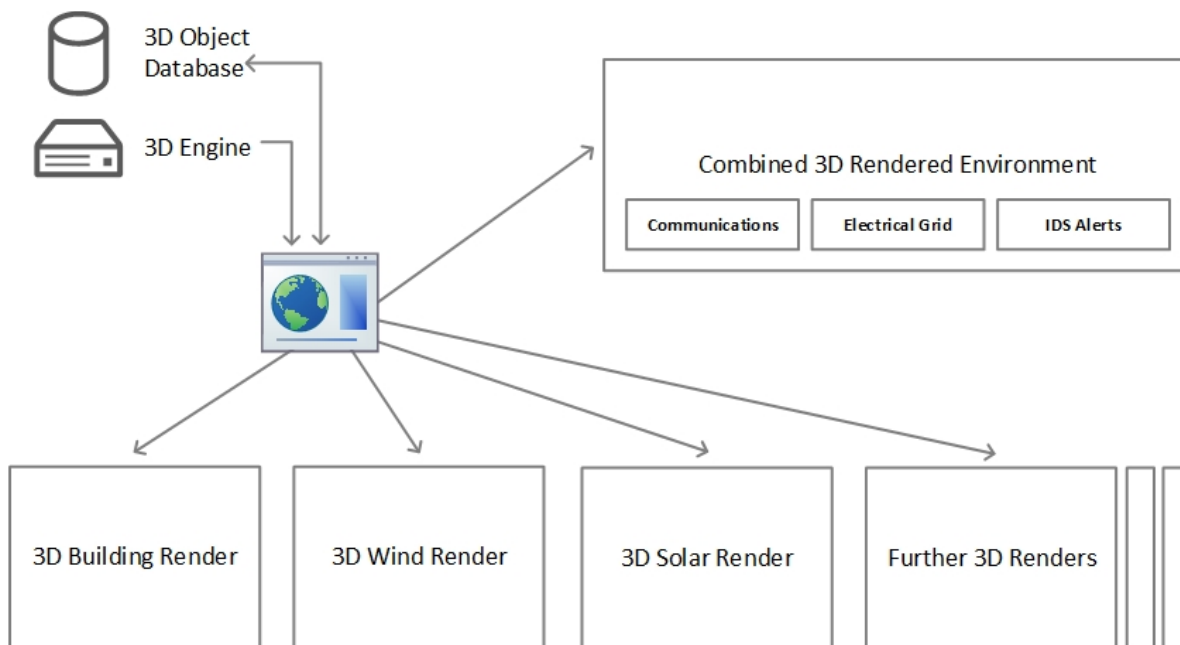 3D Object
Database
3D Engine
Combined 3D Rendered Environment
Communications
Electrical Grid
IDS Alerts
3D Building Render
3D Wind Render
3D Solar Render
Further 3D Renders